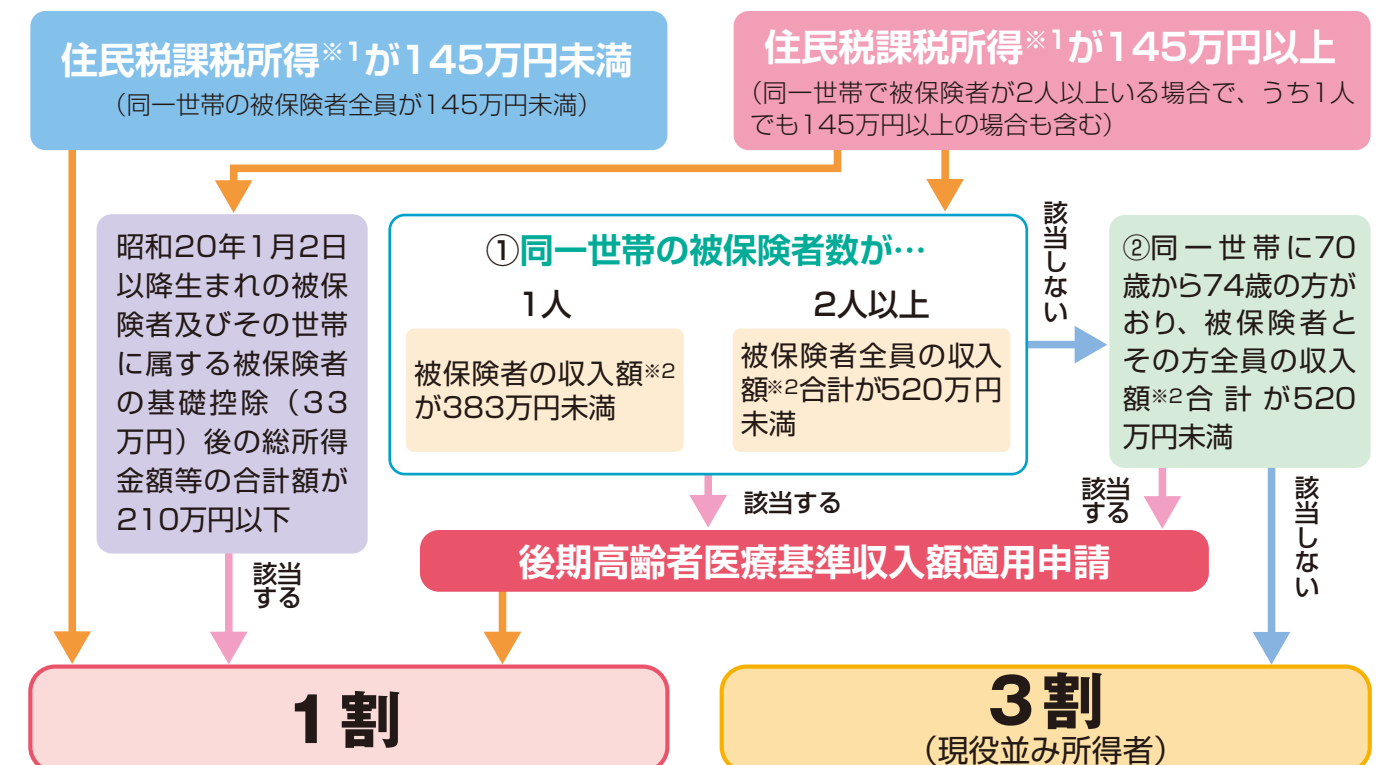 住民税課税所得※1が145万円未満
（同一世帯の被保険者全員が145万円未満）
住民税課税所得※1が145万円以上
（同一世帯で被保険者が2人以上いる場合で、うち1人
でも145万円以上の場合も含む）
昭和20年1月2日
以降生まれの被保
険者及びその世帯
に属する被保険者
の基礎控除（33
万円）後の総所得
金額等の合計額が
210万円以下
①同一世帯の被保険者数が…
1人
被保険者の収入額※2
が383万円未満
2人以上
被保険者全員の収入
額※2合計が520万円
未満
該当しない
②同一世帯に70
歳から74歳の方が
おり、被保険者と
その方全員の収入
額※2合計が520
万円未満
該当
する
該当する
該当
する
該当しない
後期高齢者医療基準収入額適用申請
1割
3割
（現役並み所得者）